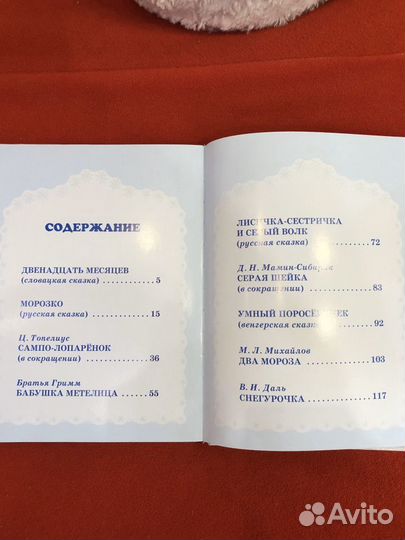 СОДЕРЖАНИЕ
ДВЕНАДЦАТЬ МЕСЯЦЕВ
(словацкая сказка) ............ 5
МОРОЗКО
(русская сказка) ............ 15
Ц. Топелиус
САМПО-ЛОПАРЁНОК
(в сокращении) ............ 36
Братья Гримм
БАБУШКА МЕТЕЛИЦА ...... 55
ЛИСИЧКА-СЕСТРИЧКА
И СЕРЫЙ ВОЛК
(русская сказка) ............ 72
Д. Н. Мамин-Сибиряк
СЕРАЯ ШЕЙКА
(в сокращении) ............ 83
УМНЫЙ ПОРОСЁНОЧЕК
(венгерская сказка) ........ 92
М. Л. Михайлов
ДВА МОРОЗА ............ 103
В. И. Даль
СНЕГУРОЧКА ............ 117
Avito